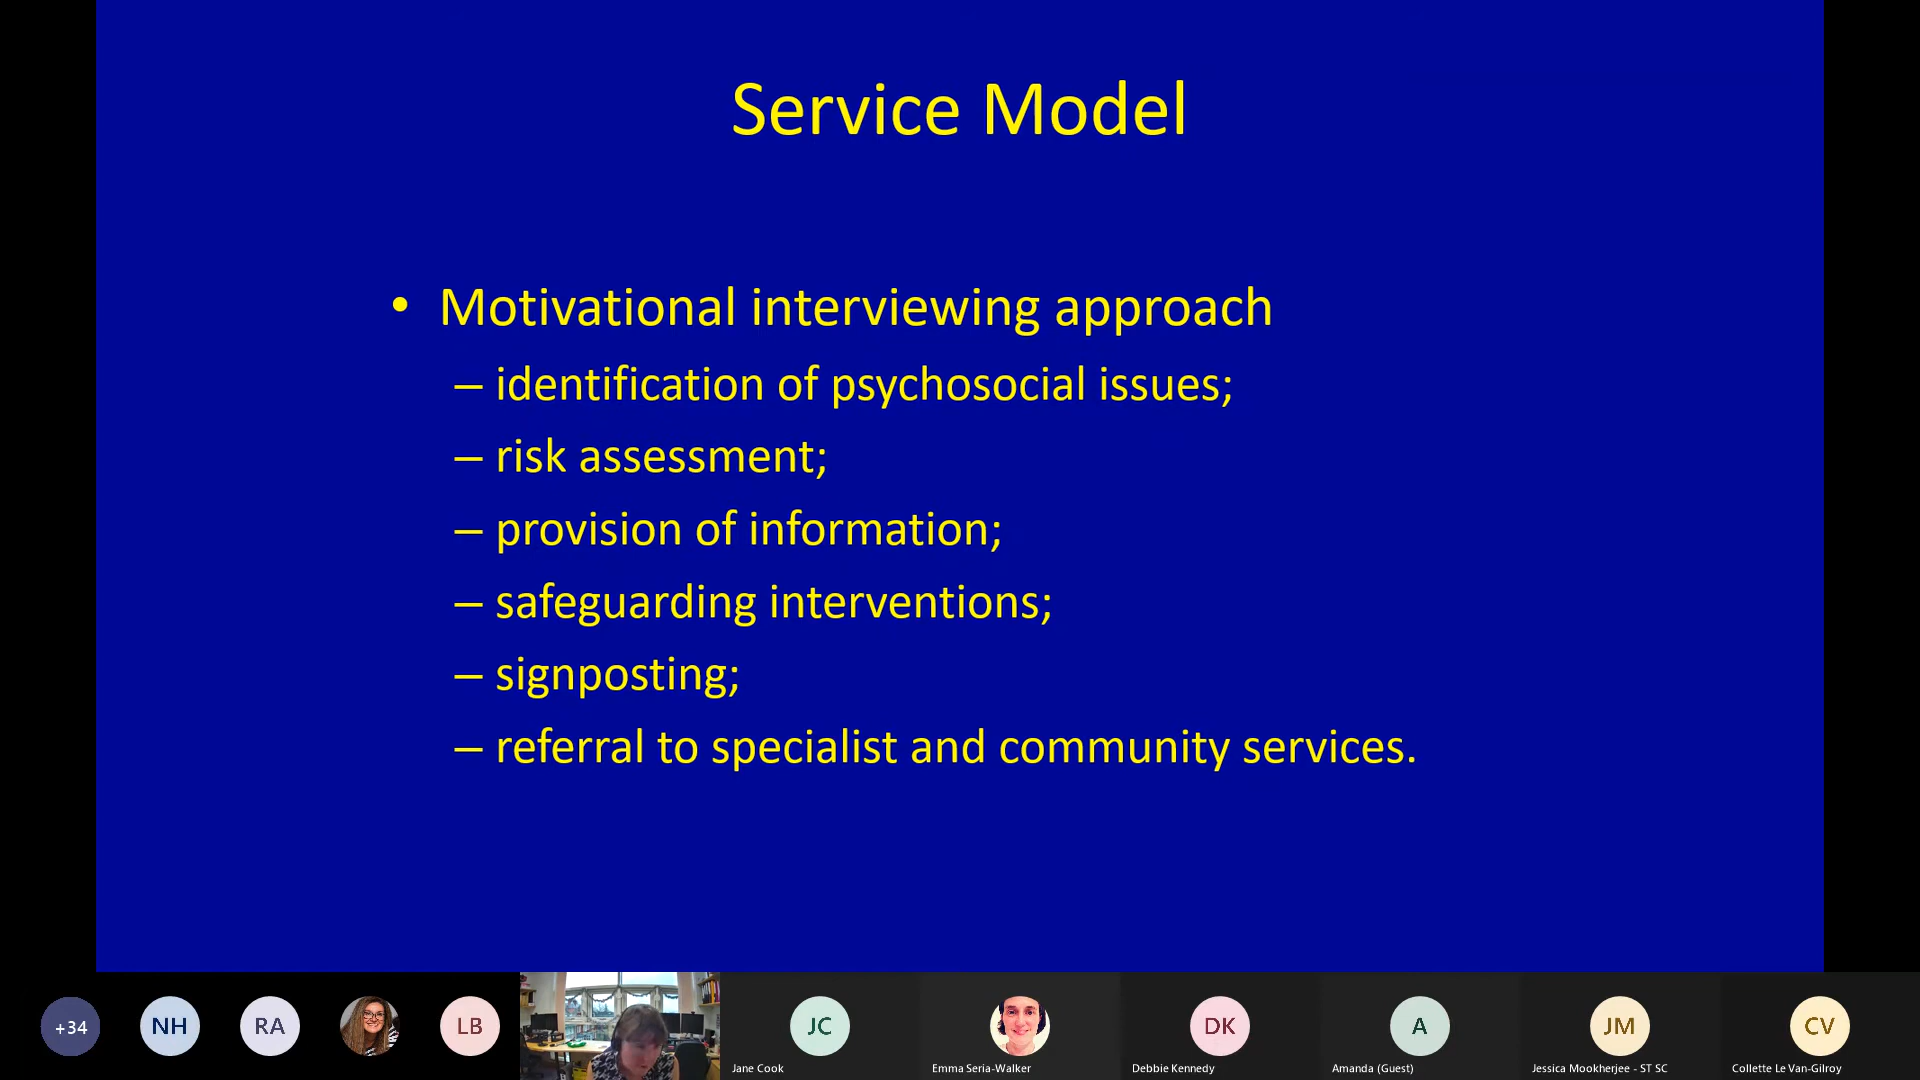 Service Model
• Motivational interviewing approach
– identification of psychosocial issues;
– risk assessment;
– provision of information;
– safeguarding interventions;
– signposting;
– referral to specialist and community services.
+34
NH
RA
LB
JC
DK
A
JM
CV
Jane Cook
Emma Seria-Walker
Debbie Kennedy
Amanda (Guest)
Jessica Mookherjee - ST SC
Collette Le Van-Gilroy